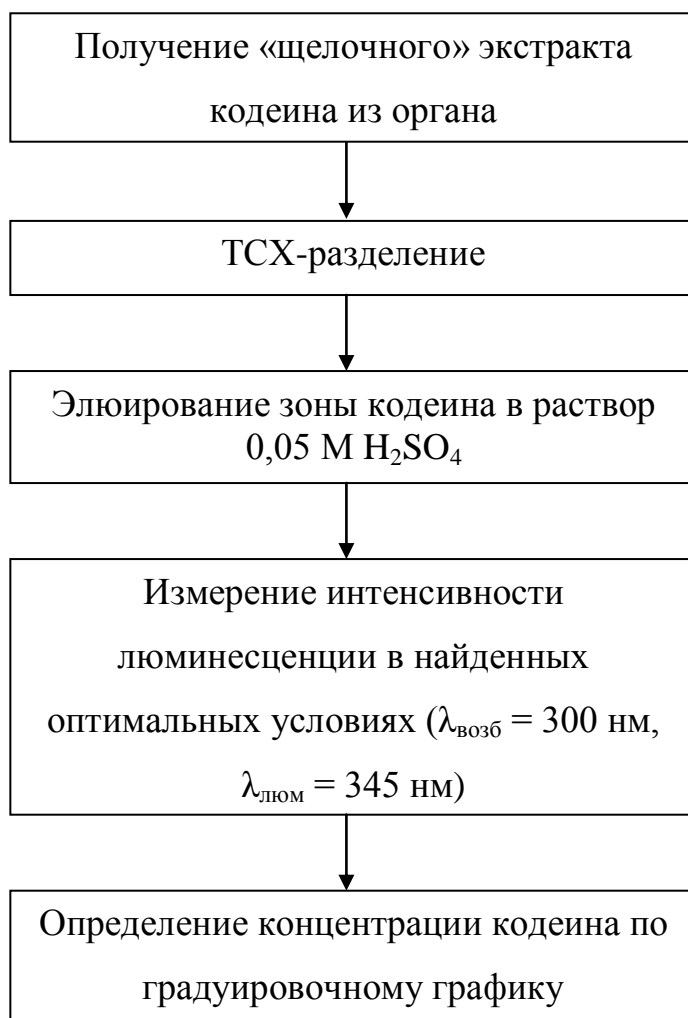 Получение «щелочного» экстракта
кодеина из органа
ТСХ-разделение
Элюирование зоны кодеина в раствор
0,05 М H₂SO₄
Измерение интенсивности
люминесценции в найденных
оптимальных условиях (λвозб = 300 нм,
λлюм = 345 нм)
Определение концентрации кодеина по
градуировочному графику